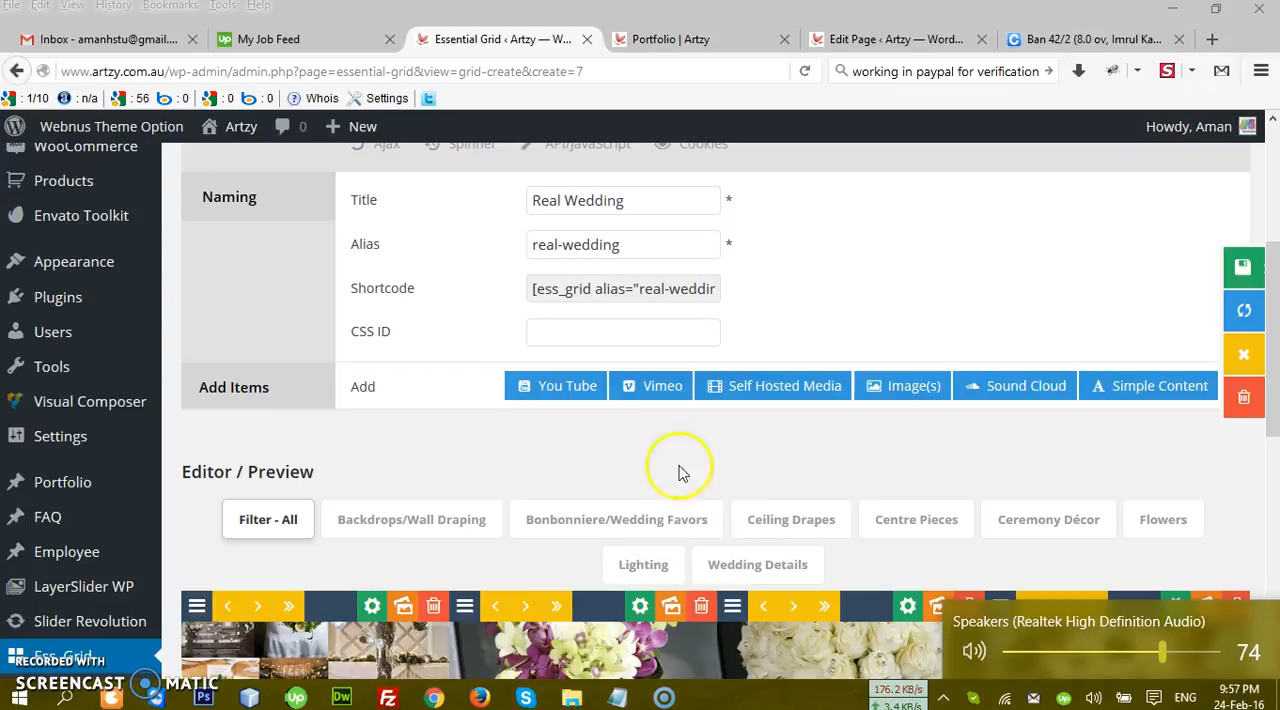 File Edit View History Bookmarks Tools Help
Inbox - amanhstu@gmail.... × My Job Feed × Essential Grid ‹ Artzy — W... × Portfolio | Artzy × Edit Page ‹ Artzy — Word... × Ban 42/2 (8.0 ov, Imrul Ka... ×
www.artzy.com.au/wp-admin/admin.php?page=essential-grid&view=grid-create&create=7 working in paypal for verification
: 1/10 : n/a : 56 : 0 : 0 : 0 Whois Settings
Webnus Theme Option Artzy 0 New Howdy, Aman
WooCommerce
Products
Envato Toolkit
Appearance
Plugins
Users
Tools
Visual Composer
Settings
Portfolio
FAQ
Employee
LayerSlider WP
Slider Revolution
Ess. Grid
Ajax Spinner API/JavaScript Cookies
Naming
Title Real Wedding *
Alias real-wedding *
Shortcode [ess_grid alias="real-weddir
CSS ID
Add Items Add You Tube Vimeo Self Hosted Media Image(s) Sound Cloud Simple Content
Editor / Preview
Filter - All Backdrops/Wall Draping Bonbonniere/Wedding Favors Ceiling Drapes Centre Pieces Ceremony Décor Flowers
Lighting Wedding Details
Speakers (Realtek High Definition Audio)
74
RECORDED WITH
SCREENCAST MATIC
176.2 KB/s
3.4 KB/s
ENG
9:57 PM
24-Feb-16